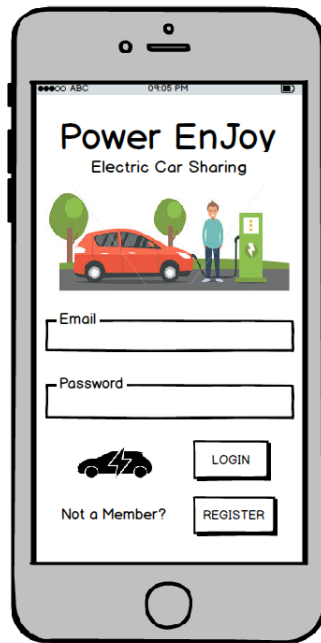 ABC 09:05 PM
Power EnJoy
Electric Car Sharing
Email
Password
LOGIN
Not a Member? REGISTER